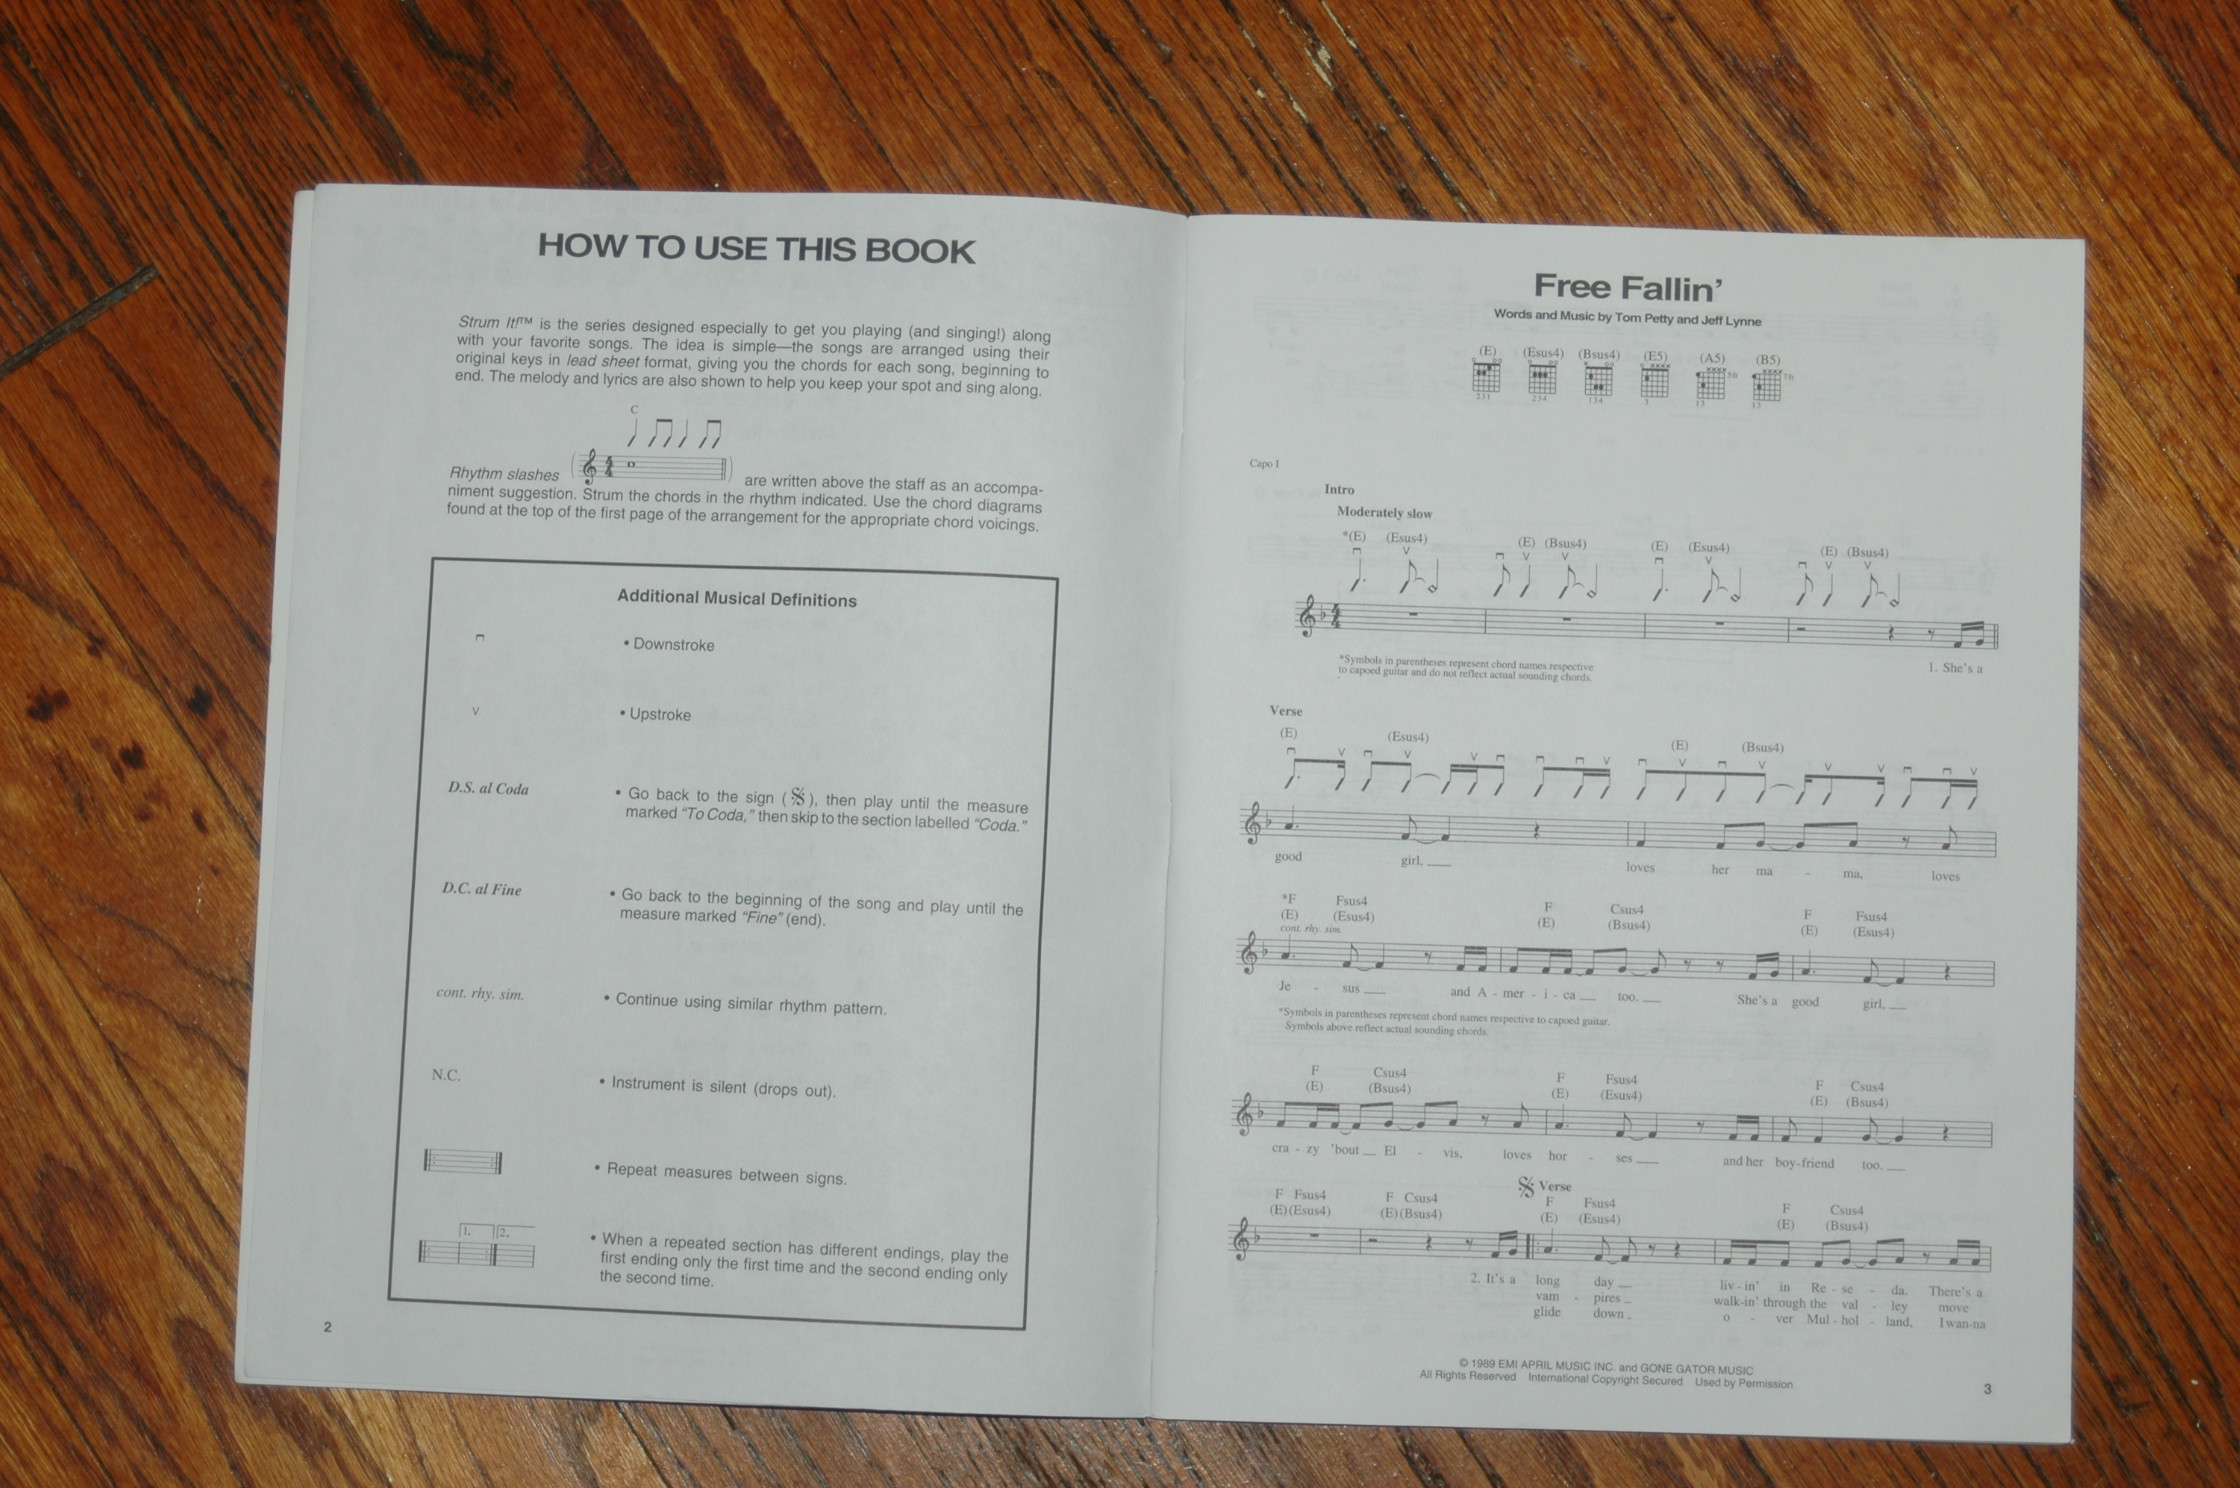 HOW TO USE THIS BOOK
Strum It!™ is the series designed especially to get you playing (and singing!) along
with your favorite songs. The idea is simple—the songs are arranged using their
original keys in lead sheet format, giving you the chords for each song, beginning to
end. The melody and lyrics are also shown to help you keep your spot and sing along.
C
Rhythm slashes ( ) are written above the staff as an accompa-
niment suggestion. Strum the chords in the rhythm indicated. Use the chord diagrams
found at the top of the first page of the arrangement for the appropriate chord voicings.
Additional Musical Definitions
• Downstroke
V • Upstroke
D.S. al Coda • Go back to the sign ( 𝄋 ), then play until the measure
marked “To Coda,” then skip to the section labelled “Coda.”
D.C. al Fine • Go back to the beginning of the song and play until the
measure marked “Fine” (end).
cont. rhy. sim. • Continue using similar rhythm pattern.
N.C. • Instrument is silent (drops out).
• Repeat measures between signs.
1. 2.
• When a repeated section has different endings, play the
first ending only the first time and the second ending only
the second time.
2
Free Fallin’
Words and Music by Tom Petty and Jeff Lynne
(E) (Esus4) (Bsus4) (E5) (A5) (B5)
5fr 7fr
231 234 134 3 13 13
Capo I
Intro
Moderately slow
*(E) (Esus4) (E) (Bsus4) (E) (Esus4) (E) (Bsus4)
*Symbols in parentheses represent chord names respective
to capoed guitar and do not reflect actual sounding chords.
1. She’s a
Verse
(E) (Esus4) (E) (Bsus4)
good girl, loves her ma - ma, loves
*F Fsus4 F Csus4 F Fsus4
(E) (Esus4) (E) (Bsus4) (E) (Esus4)
cont. rhy. sim.
Je - sus and A - mer - i - ca too. She’s a good girl,
*Symbols in parentheses represent chord names respective to capoed guitar.
Symbols above reflect actual sounding chords.
F Csus4 F Fsus4 F Csus4
(E) (Bsus4) (E) (Esus4) (E) (Bsus4)
cra - zy ’bout El - vis, loves hor - ses and her boy-friend too.
𝄋 Verse
F Fsus4 F Csus4 F Fsus4 F Csus4
(E)(Esus4) (E)(Bsus4) (E) (Esus4) (E) (Bsus4)
2. It’s a long day liv - in’ in Re - se - da. There’s a
vam - pires walk-in’ through the val - ley move
glide down o - ver Mul - hol - land, I wan-na
© 1989 EMI APRIL MUSIC INC. and GONE GATOR MUSIC
All Rights Reserved International Copyright Secured Used by Permission
3